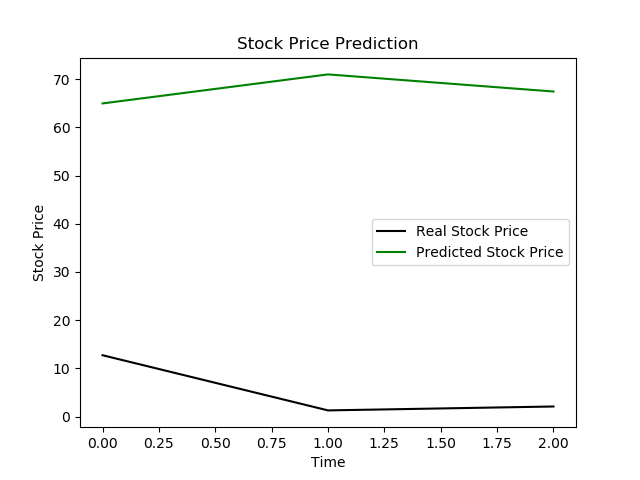 Stock Price Prediction
70
60
50
40
30
20
10
0
Stock Price
Real Stock Price
Predicted Stock Price
0.00 0.25 0.50 0.75 1.00 1.25 1.50 1.75 2.00
Time